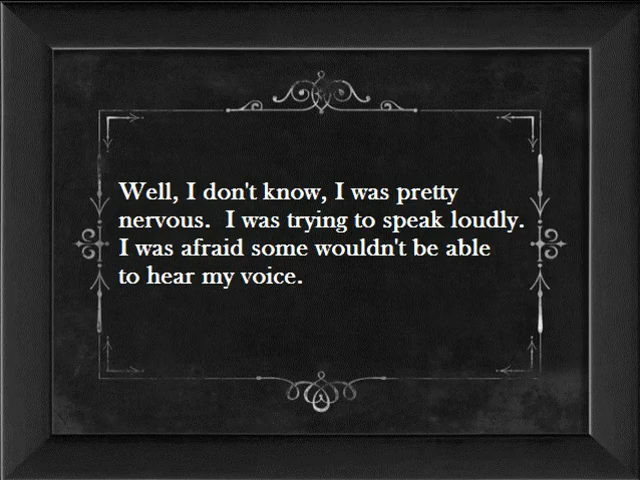 Well, I don't know, I was pretty
nervous.  I was trying to speak loudly.
I was afraid some wouldn't be able
to hear my voice.